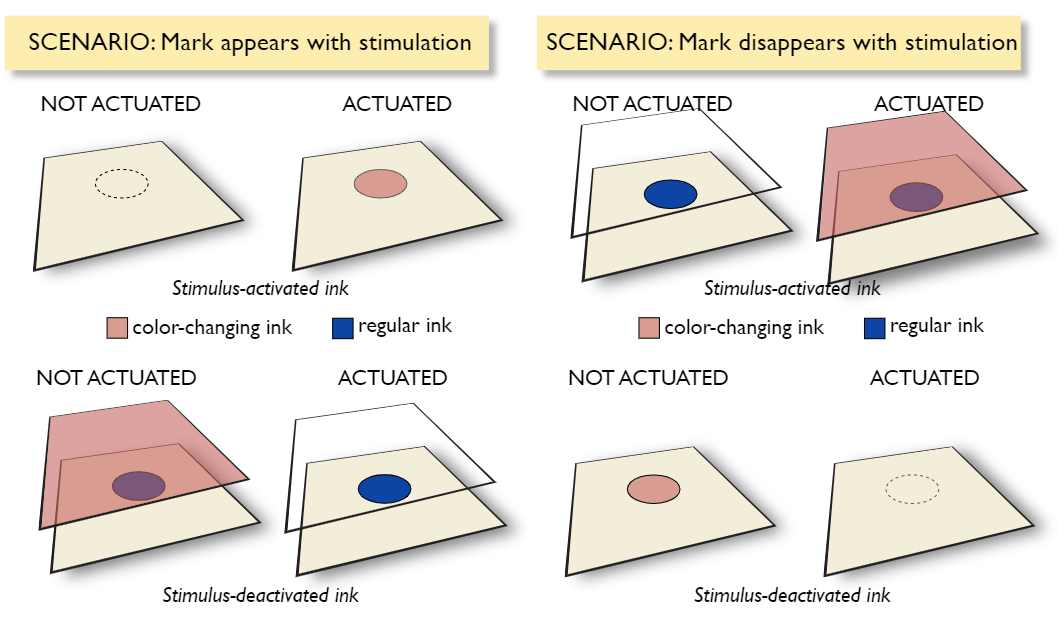 SCENARIO: Mark appears with stimulation
NOT ACTUATED
ACTUATED
Stimulus-activated ink
color-changing ink
regular ink
NOT ACTUATED
ACTUATED
Stimulus-deactivated ink
SCENARIO: Mark disappears with stimulation
NOT ACTUATED
ACTUATED
Stimulus-activated ink
color-changing ink
regular ink
NOT ACTUATED
ACTUATED
Stimulus-deactivated ink